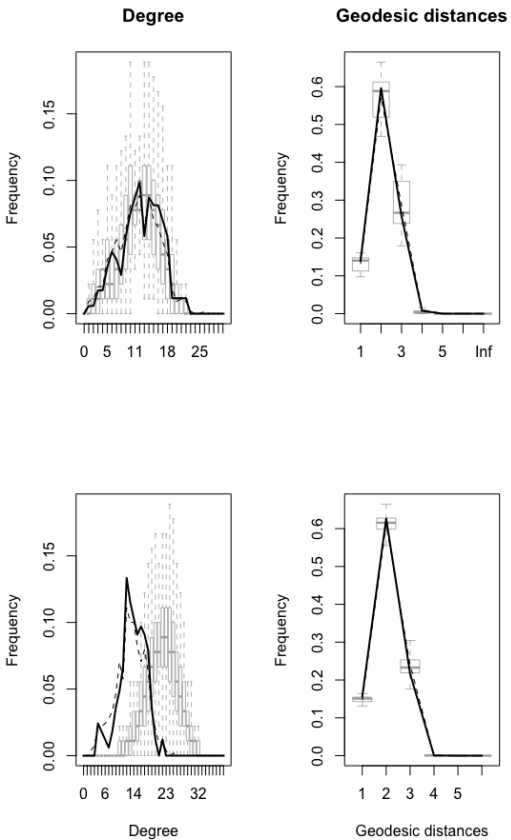 Degree
Geodesic distances
Frequency
0.00 0.05 0.10 0.15
0 5 11 18 25
Frequency
0.0 0.1 0.2 0.3 0.4 0.5 0.6
1 3 5 Inf
Frequency
0.00 0.05 0.10 0.15
0 6 14 23 32
Degree
Frequency
0.0 0.1 0.2 0.3 0.4 0.5 0.6
1 2 3 4 5
Geodesic distances